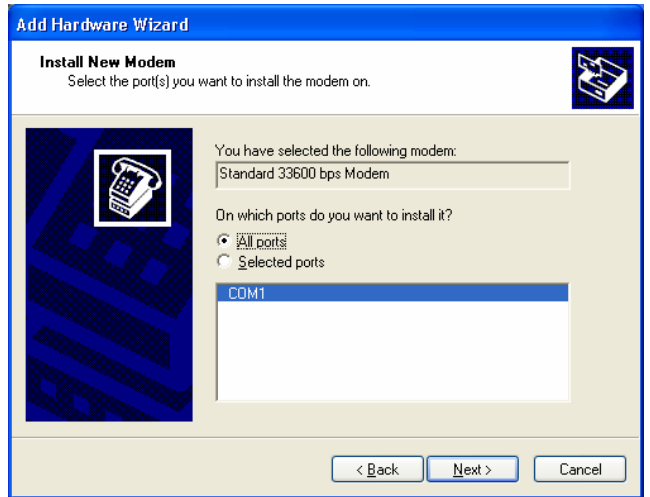 Add Hardware Wizard
Install New Modem
Select the port(s) you want to install the modem on.
You have selected the following modem:
Standard 33600 bps Modem
On which ports do you want to install it?
All ports
Selected ports
COM1
< Back
Next >
Cancel